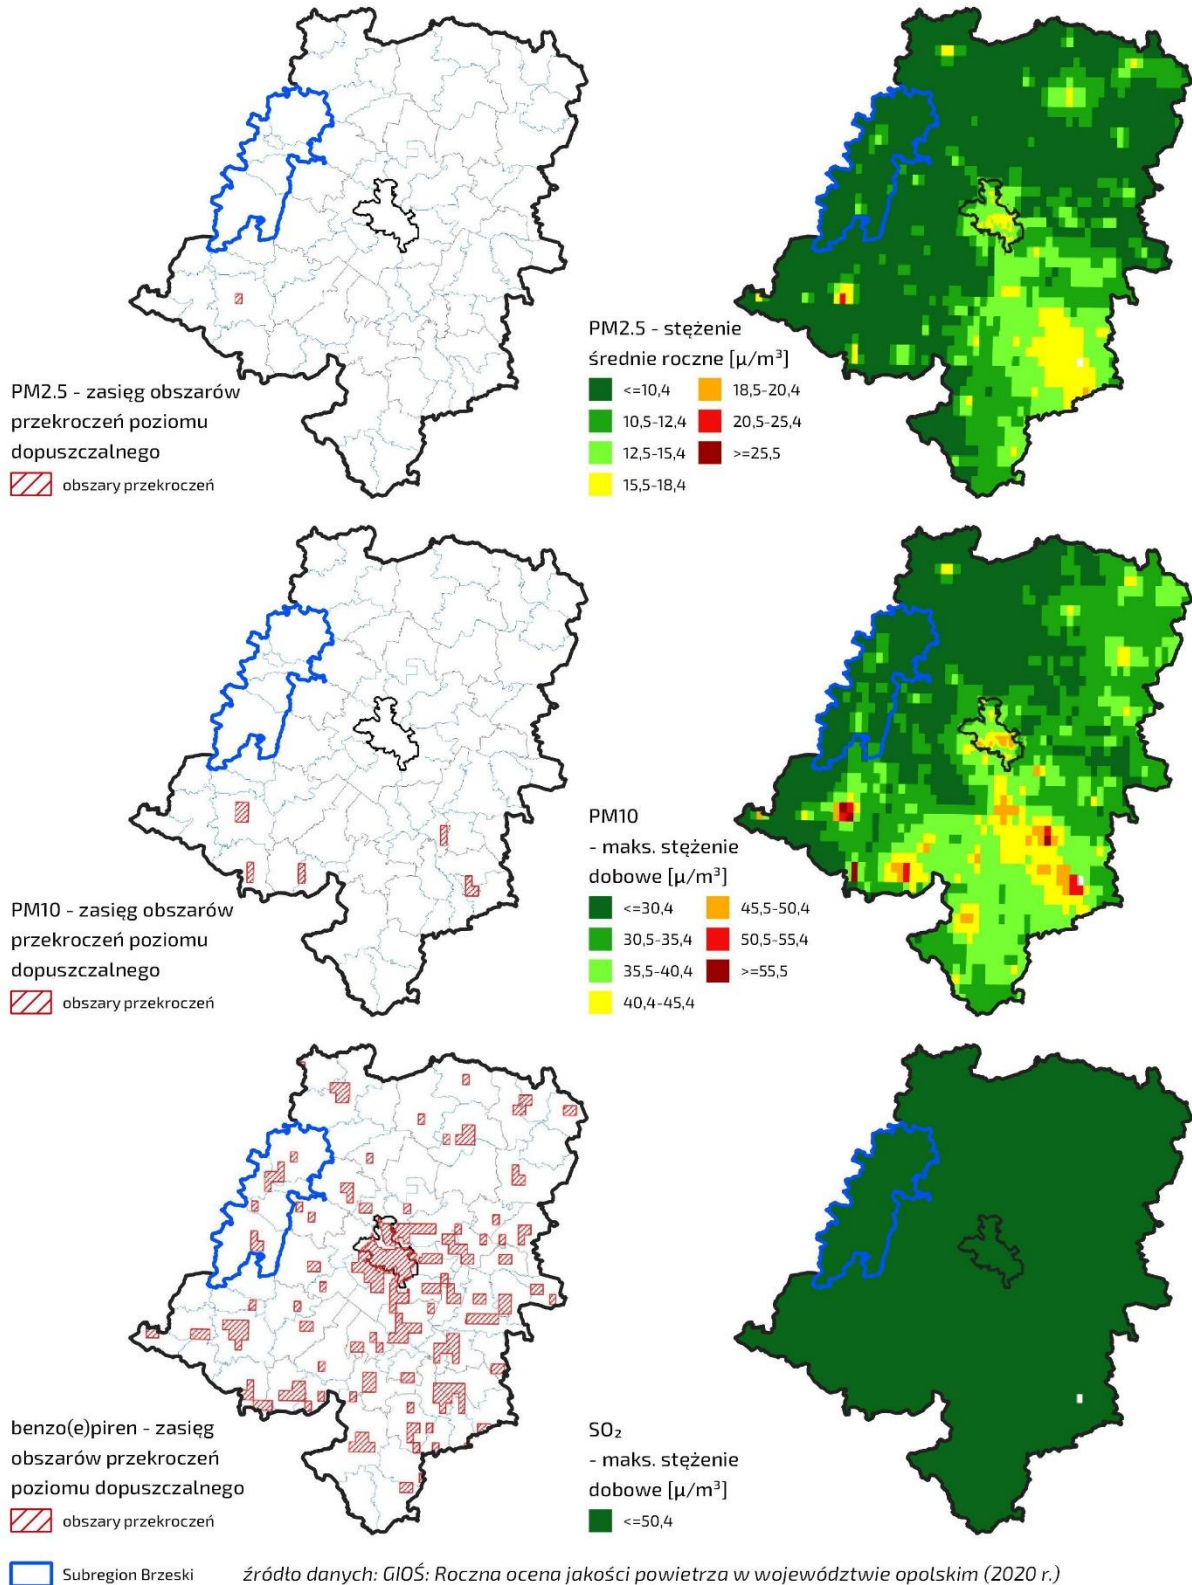 PM2.5 - zasięg obszarów
przekroczeń poziomu
dopuszczalnego
obszary przekroczeń
PM2.5 - stężenie
średnie roczne [µ/m³]
<=10,4
10,5-12,4
12,5-15,4
15,5-18,4
18,5-20,4
20,5-25,4
>=25,5
PM10 - zasięg obszarów
przekroczeń poziomu
dopuszczalnego
obszary przekroczeń
PM10
- maks. stężenie
dobowe [µ/m³]
<=30,4
30,5-35,4
35,5-40,4
40,4-45,4
45,5-50,4
50,5-55,4
>=55,5
benzo(e)piren - zasięg
obszarów przekroczeń
poziomu dopuszczalnego
obszary przekroczeń
SO₂
- maks. stężenie
dobowe [µ/m³]
<=50,4
Subregion Brzeski
źródło danych: GIOŚ: Roczna ocena jakości powietrza w województwie opolskim (2020 r.)